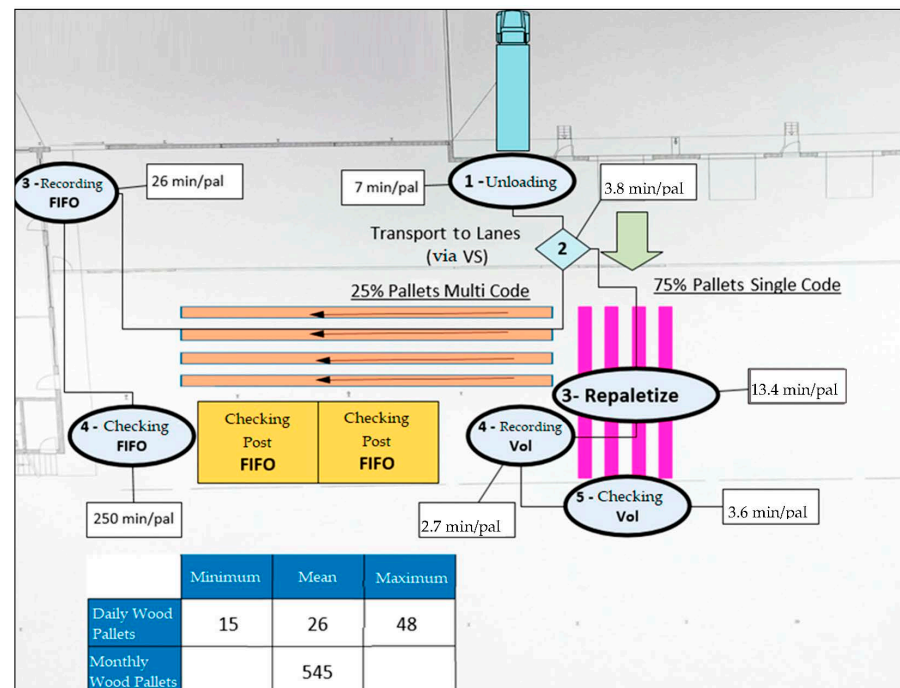 3 - Recording
FIFO
26 min/pal
7 min/pal
1 - Unloading
3.8 min/pal
Transport to Lanes
(via VS)
2
25% Pallets Multi Code
75% Pallets Single Code
3- Repaletize
13.4 min/pal
4 - Checking
FIFO
Checking
Post
FIFO
Checking
Post
FIFO
4 - Recording
Vol
5 - Checking
Vol
250 min/pal
2.7 min/pal
3.6 min/pal
Minimum Mean Maximum
Daily Wood
Pallets
15 26 48
Monthly
Wood Pallets
545